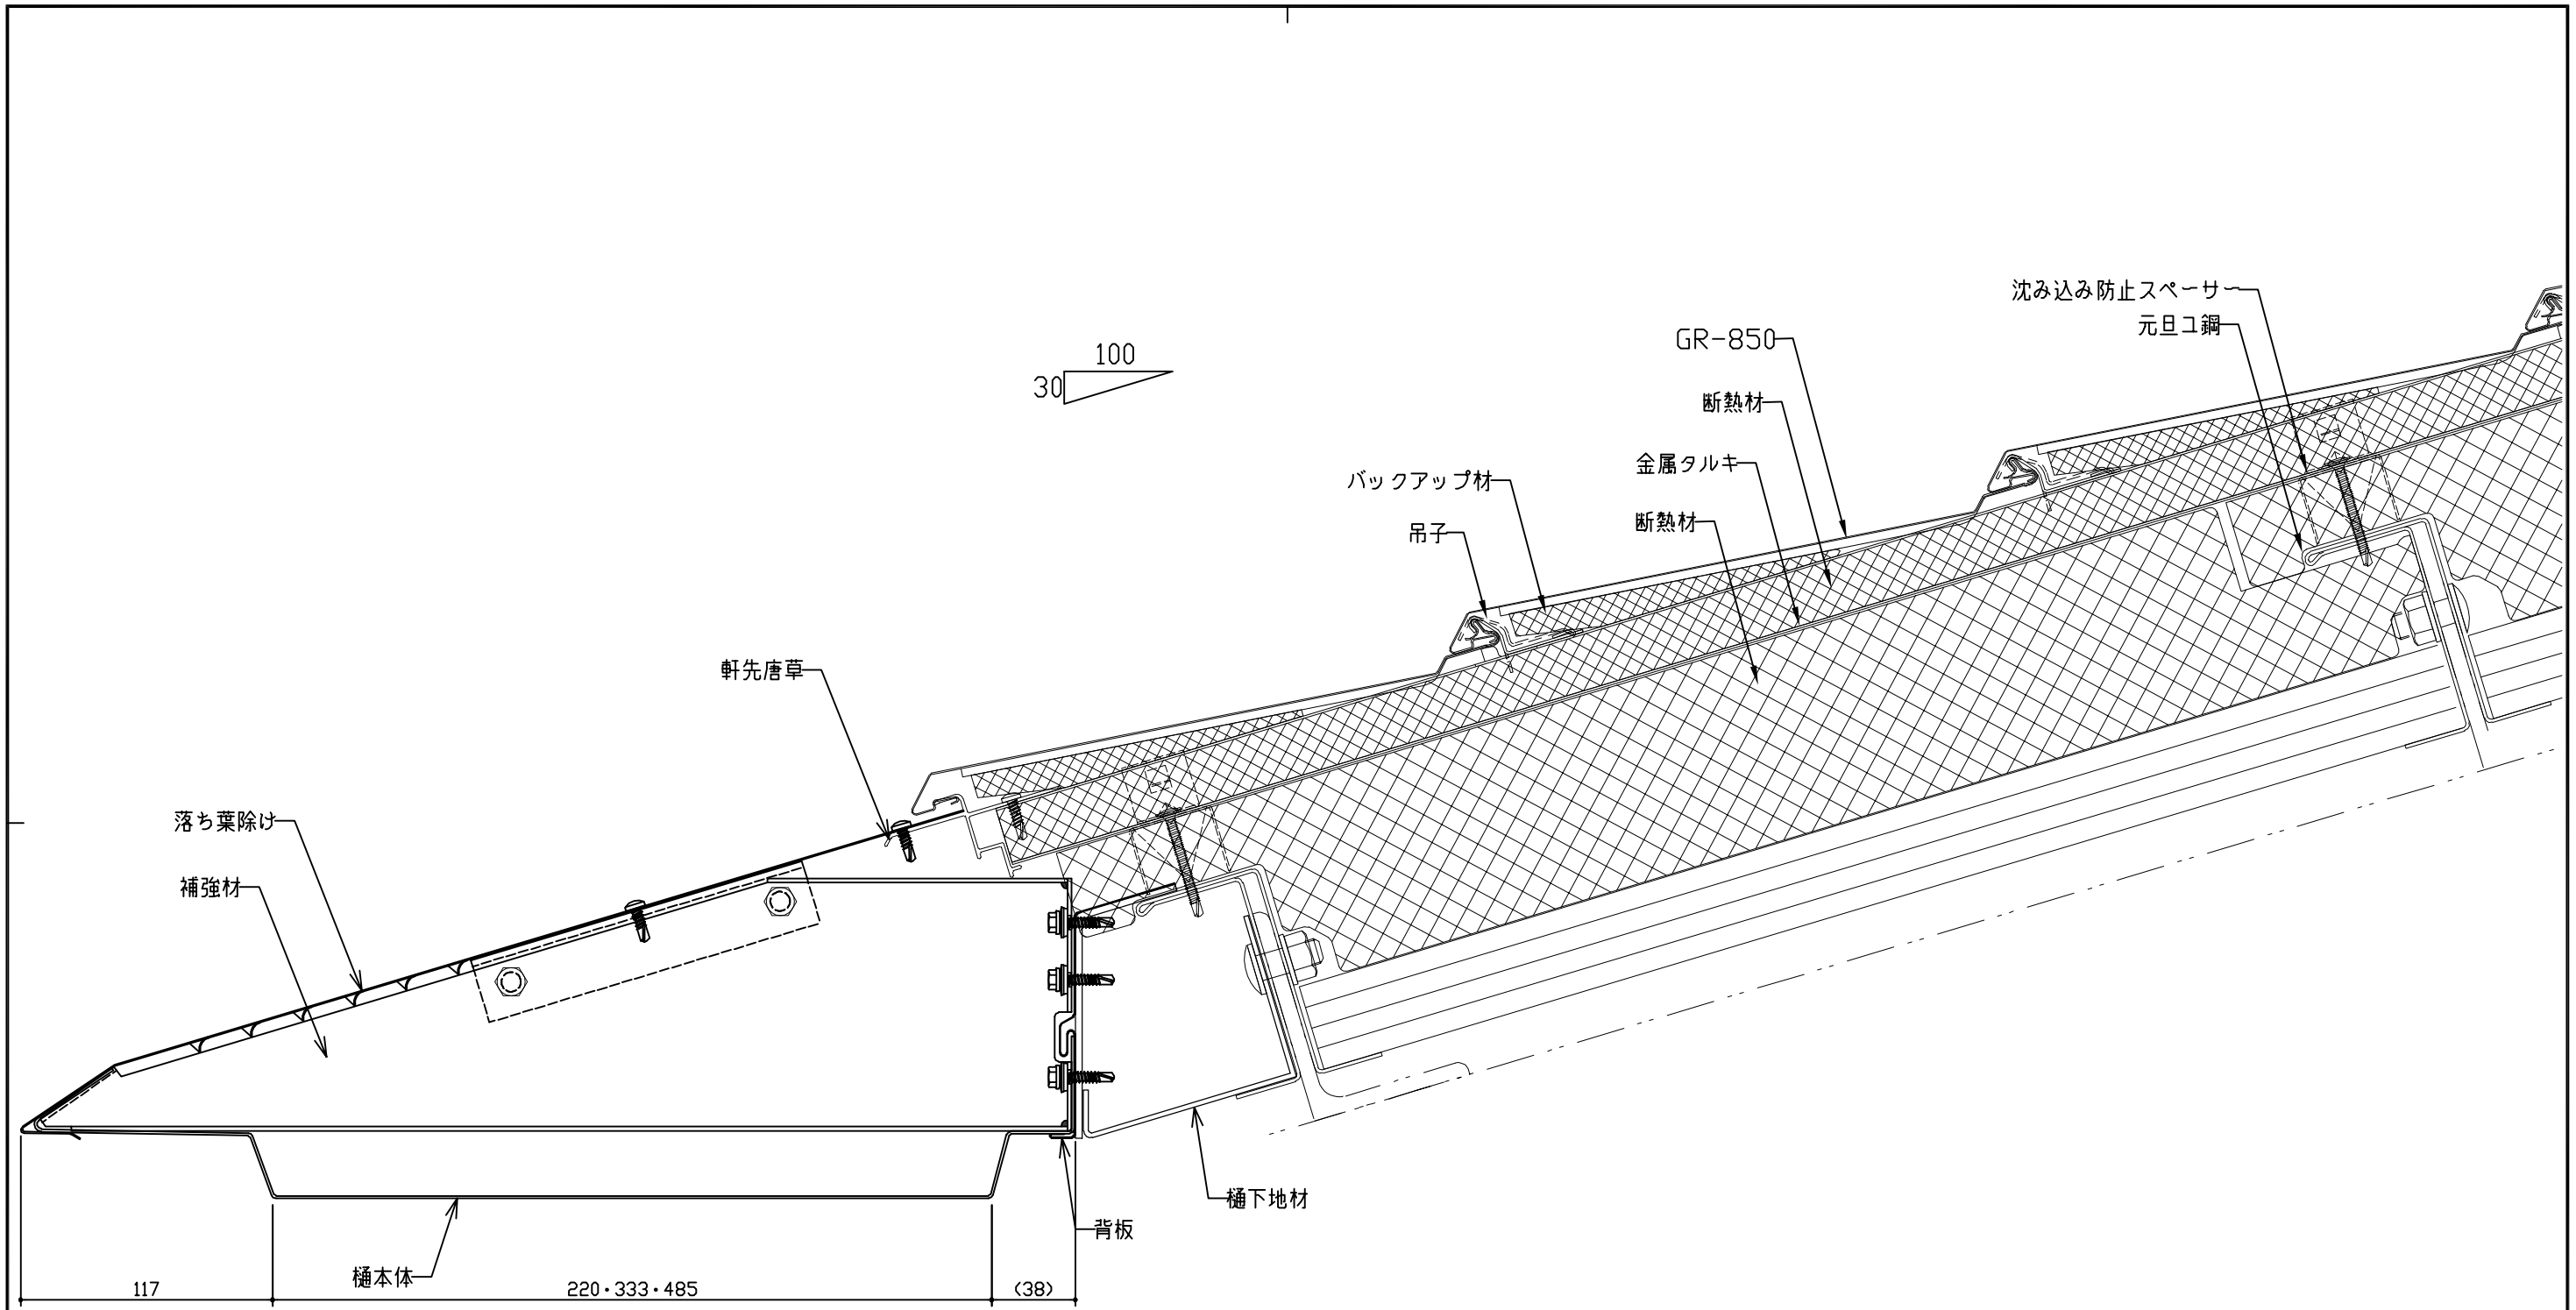 沈み込み防止スペーサー
元旦コ鋼
GR-850
100
30
断熱材
金属タルキ
バックアップ材
断熱材
吊子
軒先唐草
落ち葉除け
補強材
樋下地材
背板
樋本体
117
220・333・485
(38)